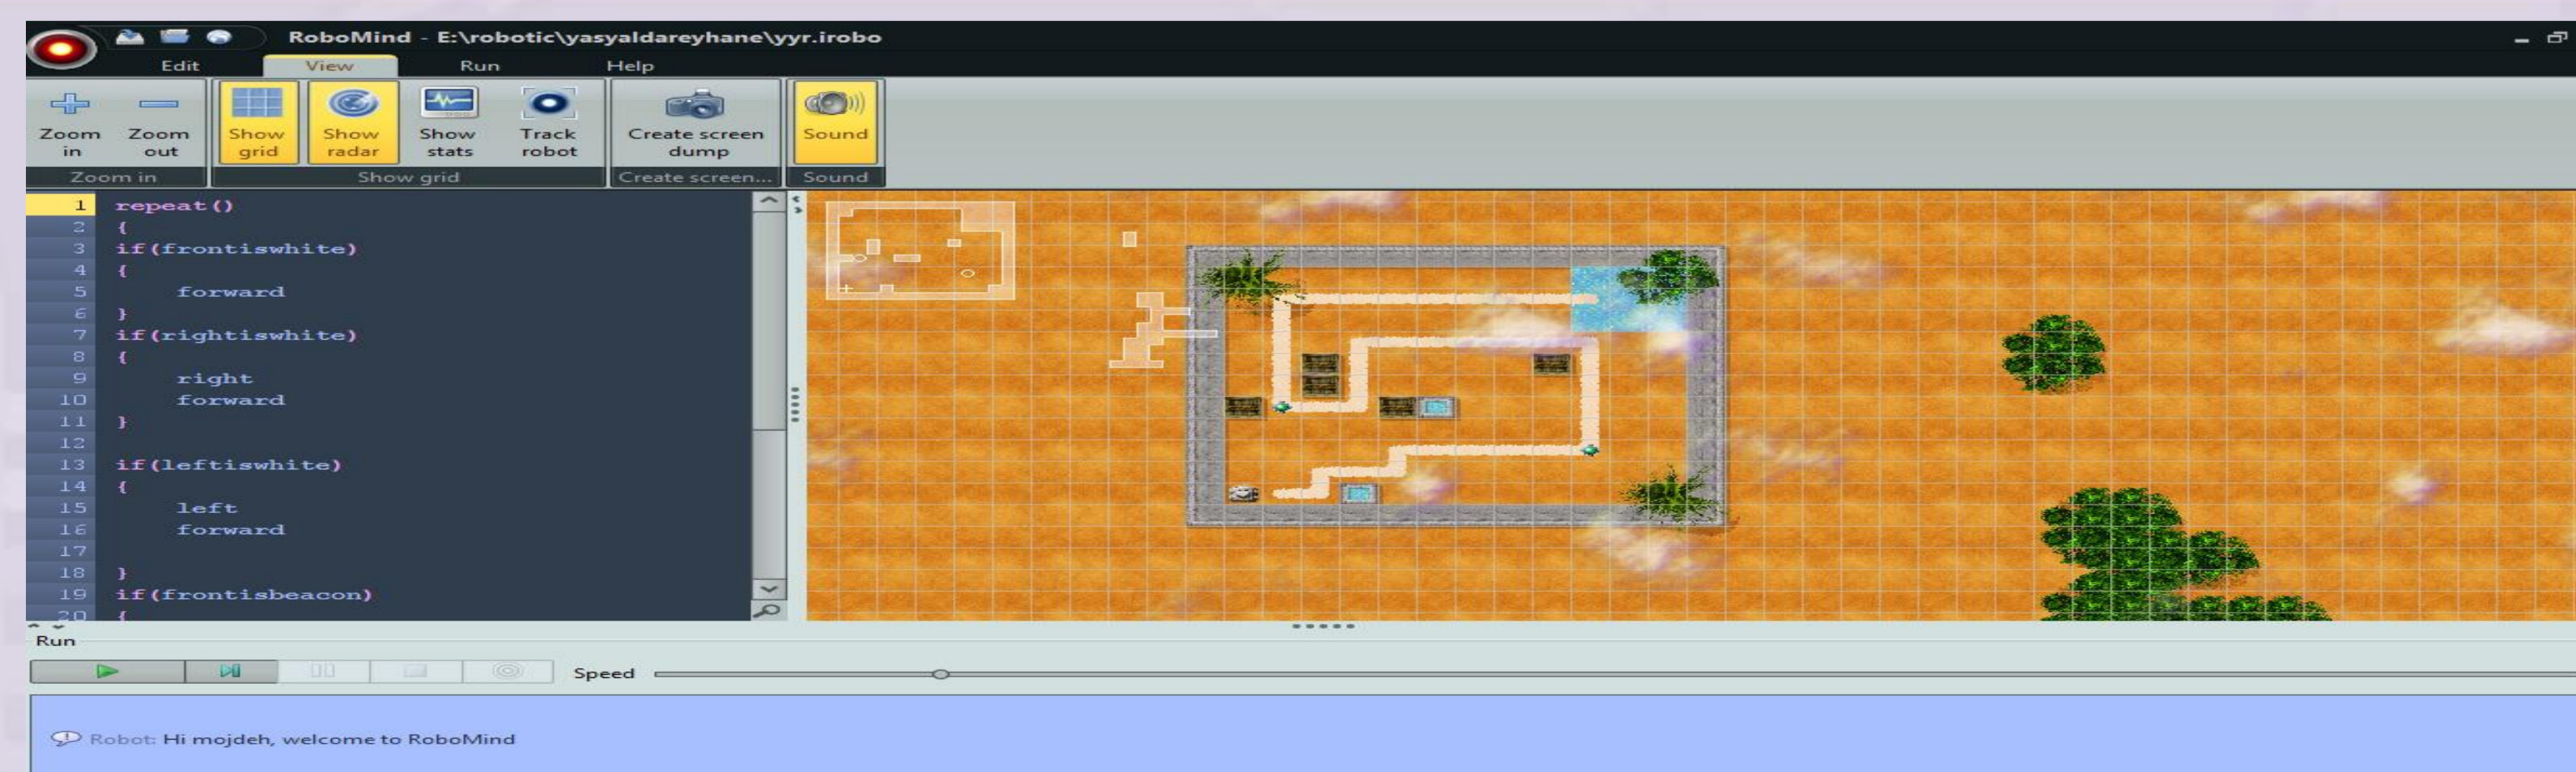 RoboMind - E:\robotic\yasyaldareyhane\yyr.irobo
Edit View Run Help
Zoom in
Zoom out
Show grid
Show radar
Show stats
Track robot
Create screen dump
Sound
Zoom in Show grid Create screen... Sound
1 repeat()
2 {
3 if(frontiswhite)
4 {
5 forward
6 }
7 if(rightiswhite)
8 {
9 right
10 forward
11 }
12
13 if(leftiswhite)
14 {
15 left
16 forward
17
18 }
19 if(frontisbeacon)
20 {
Run
Speed
Robot: Hi mojdeh, welcome to RoboMind